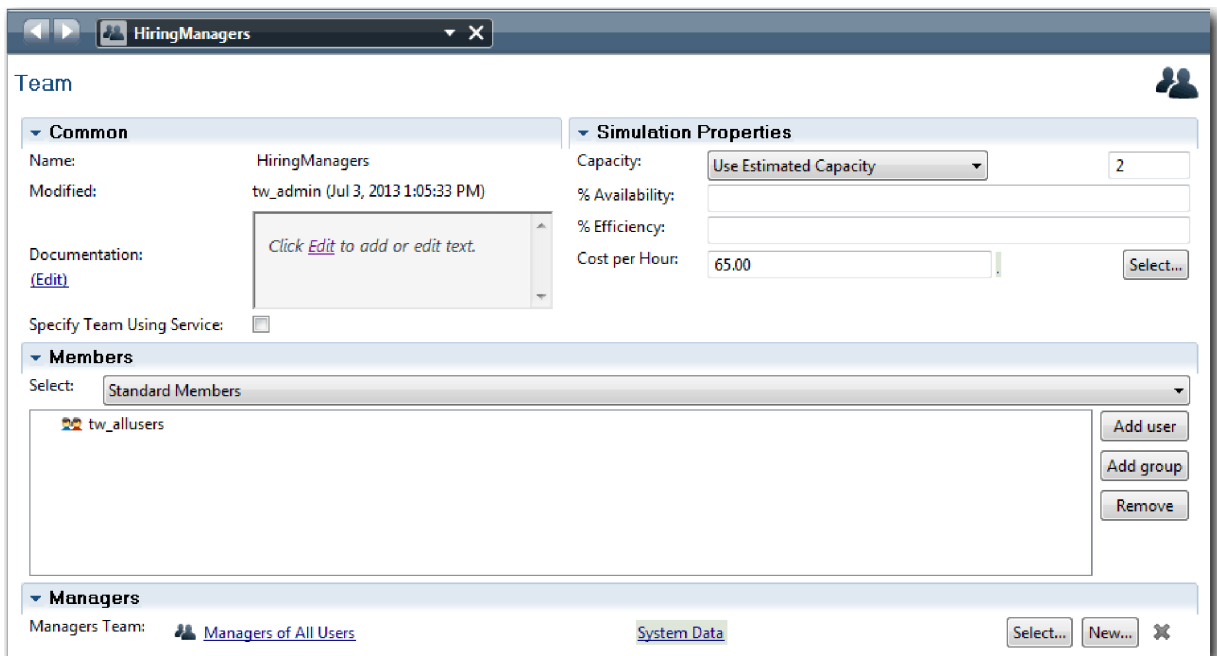 HiringManagers
Team
Common
Name: HiringManagers
Modified: tw_admin (Jul 3, 2013 1:05:33 PM)
Click Edit to add or edit text.
Documentation:
(Edit)
Specify Team Using Service:
Simulation Properties
Capacity: Use Estimated Capacity 2
% Availability:
% Efficiency:
Cost per Hour: 65.00 . Select...
Members
Select: Standard Members
tw_allusers
Add user
Add group
Remove
Managers
Managers Team: Managers of All Users System Data Select... New...